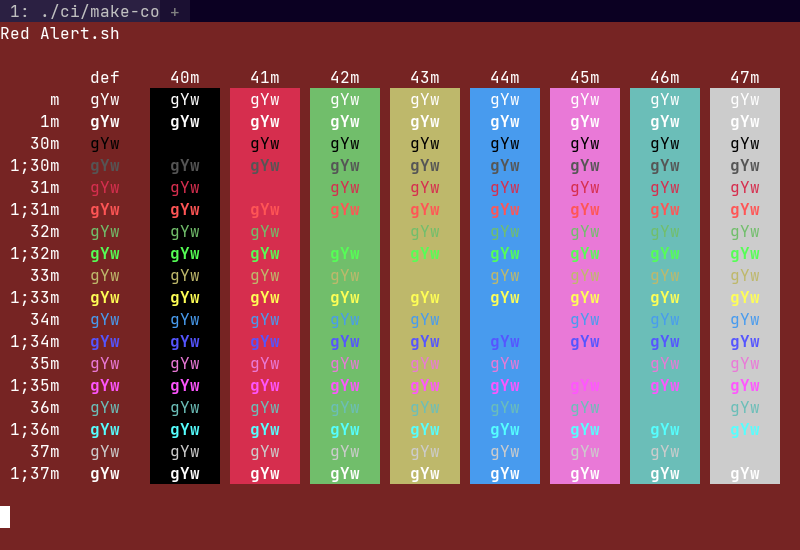 1: ./ci/make-co +
Red Alert.sh
def 40m 41m 42m 43m 44m 45m 46m 47m
m gYw gYw gYw gYw gYw gYw gYw gYw gYw
1m gYw gYw gYw gYw gYw gYw gYw gYw gYw
30m gYw gYw gYw gYw gYw gYw gYw gYw
1;30m gYw gYw gYw gYw gYw gYw gYw gYw gYw
31m gYw gYw gYw gYw gYw gYw gYw gYw
1;31m gYw gYw gYw gYw gYw gYw gYw gYw gYw
32m gYw gYw gYw gYw gYw gYw gYw gYw
1;32m gYw gYw gYw gYw gYw gYw gYw gYw gYw
33m gYw gYw gYw gYw gYw gYw gYw gYw
1;33m gYw gYw gYw gYw gYw gYw gYw gYw gYw
34m gYw gYw gYw gYw gYw gYw gYw gYw
1;34m gYw gYw gYw gYw gYw gYw gYw gYw gYw
35m gYw gYw gYw gYw gYw gYw gYw gYw
1;35m gYw gYw gYw gYw gYw gYw gYw gYw gYw
36m gYw gYw gYw gYw gYw gYw gYw gYw
1;36m gYw gYw gYw gYw gYw gYw gYw gYw gYw
37m gYw gYw gYw gYw gYw gYw gYw gYw
1;37m gYw gYw gYw gYw gYw gYw gYw gYw gYw